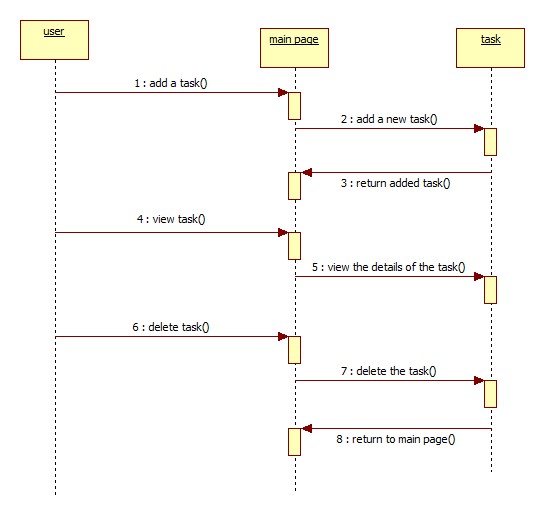 user
main page
task
1 : add a task()
2 : add a new task()
3 : return added task()
4 : view task()
5 : view the details of the task()
6 : delete task()
7 : delete the task()
8 : return to main page()